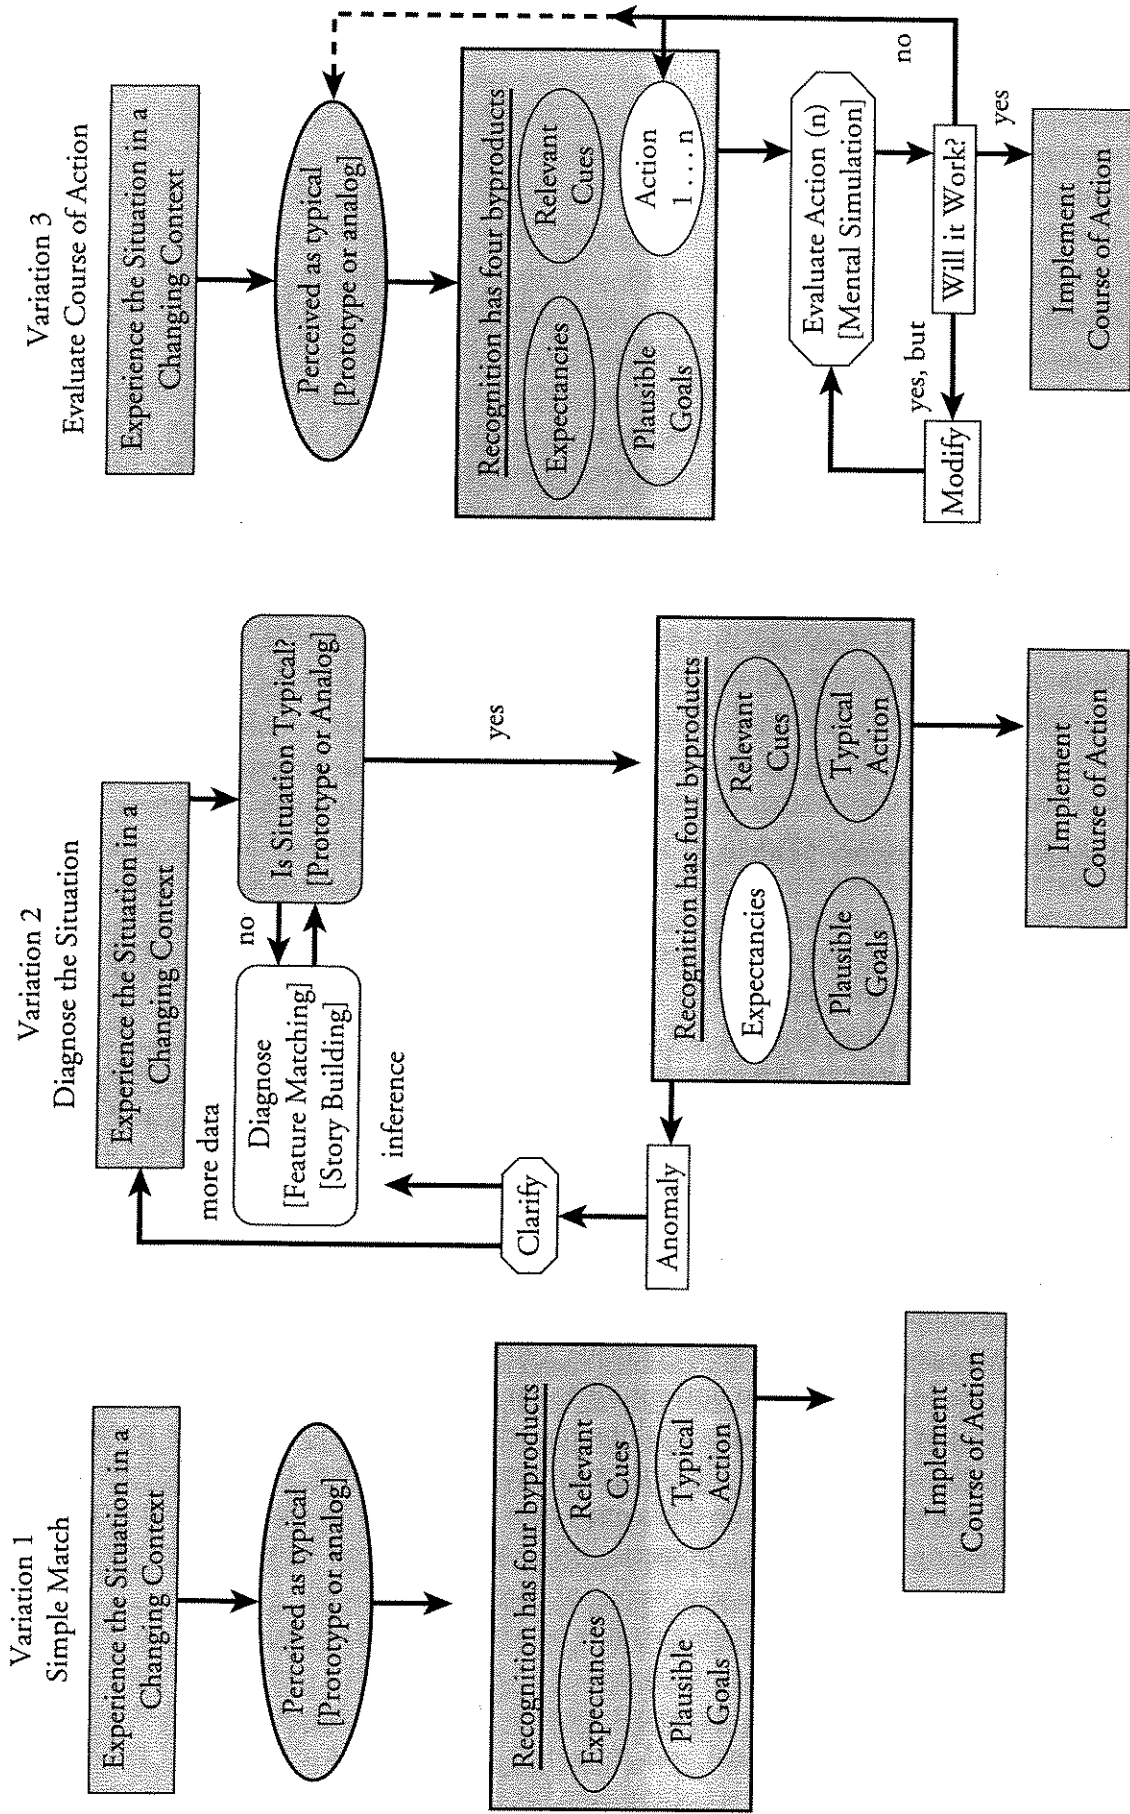 Variation 1
Simple Match
Experience the Situation in a
Changing Context
Perceived as typical
[Prototype or analog]
Recognition has four byproducts
Expectancies
Relevant
Cues
Plausible
Goals
Typical
Action
Implement
Course of Action
Variation 2
Diagnose the Situation
Experience the Situation in a
Changing Context
more data
Diagnose
[Feature Matching]
[Story Building]
no
Is Situation Typical?
[Prototype or Analog]
inference
yes
Clarify
Anomaly
Recognition has four byproducts
Expectancies
Relevant
Cues
Plausible
Goals
Typical
Action
Implement
Course of Action
Variation 3
Evaluate Course of Action
Experience the Situation in a
Changing Context
Perceived as typical
[Prototype or analog]
Recognition has four byproducts
Expectancies
Relevant
Cues
Plausible
Goals
Action
1 . . . n
Evaluate Action (n)
[Mental Simulation]
yes, but
no
Modify
Will it Work?
yes
Implement
Course of Action